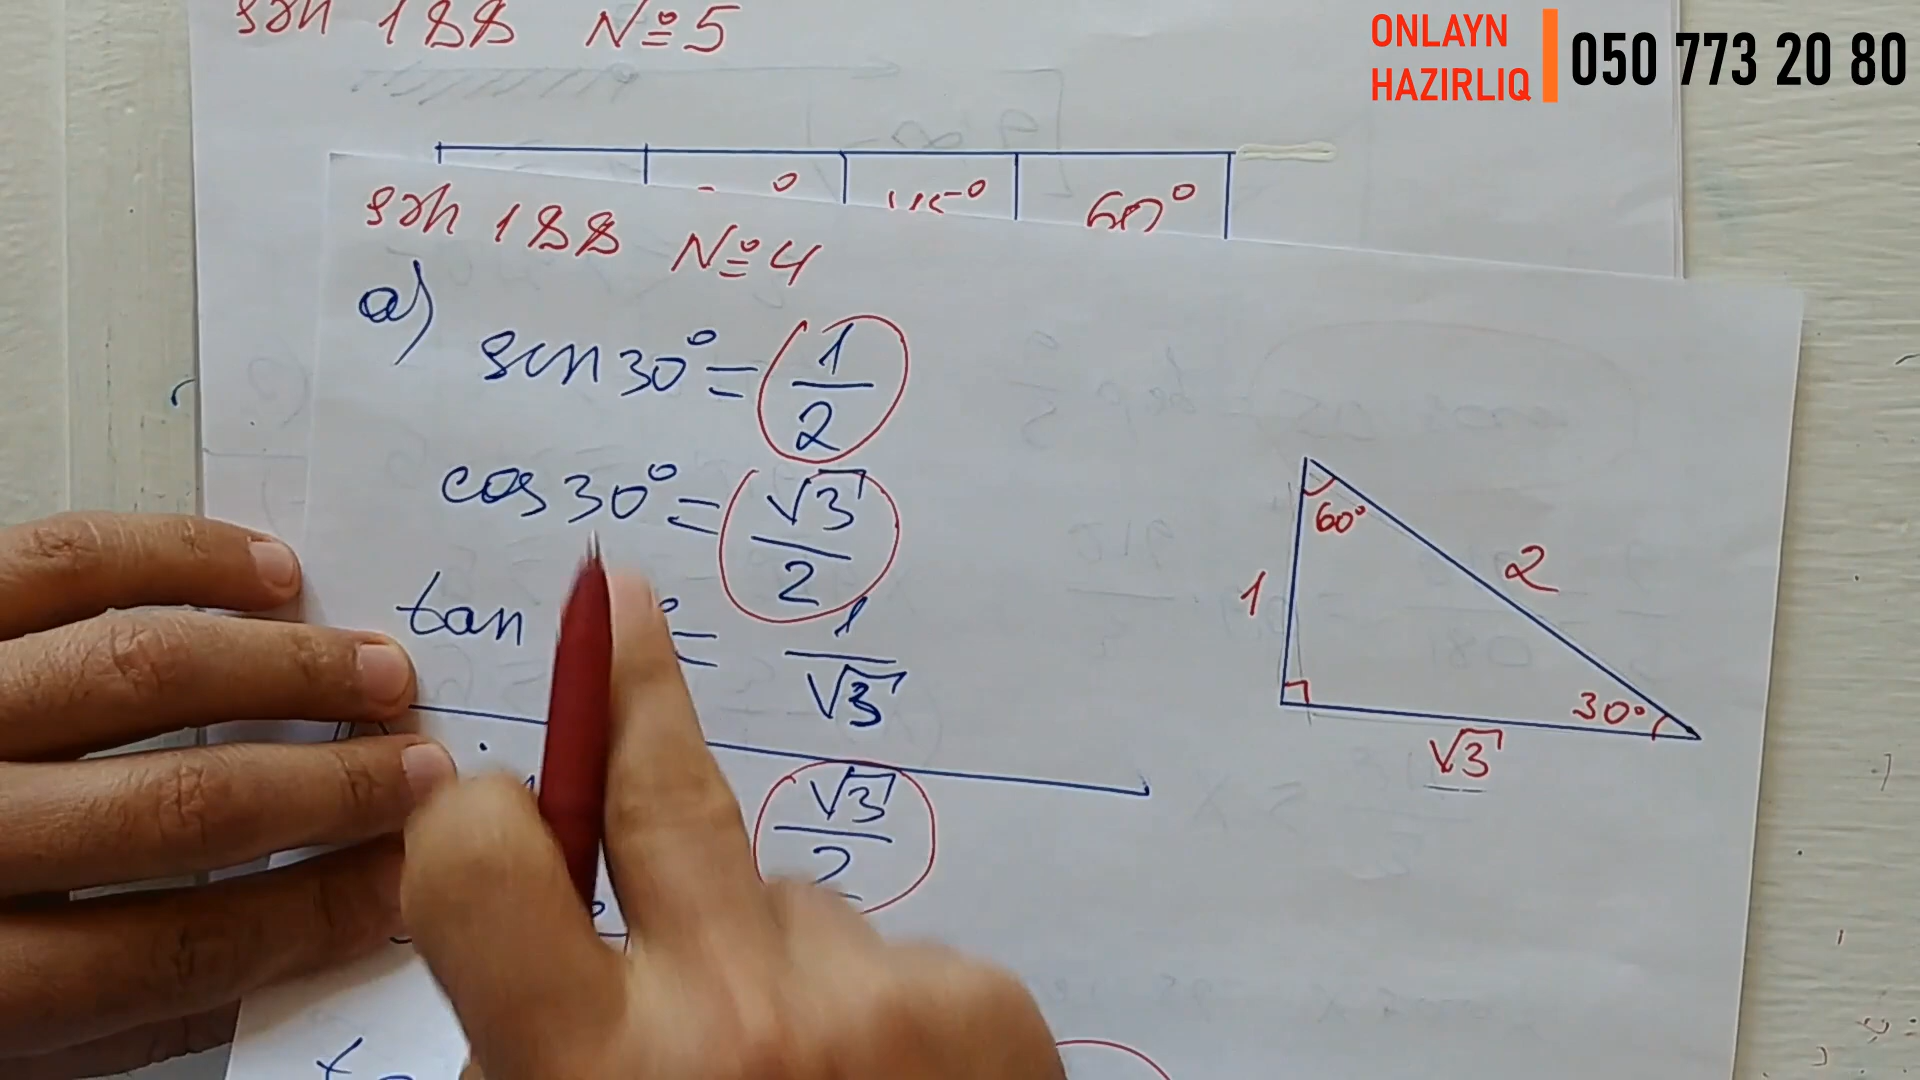 ONLAYN
HAZIRLIQ
050 773 20 80
səh 188 №5
60°
səh 188 №4
a)
sin 30° = 1/2
cos 30° = √3/2
tan ° = 1/√3
√3/2
60°
1
2
30°
√3